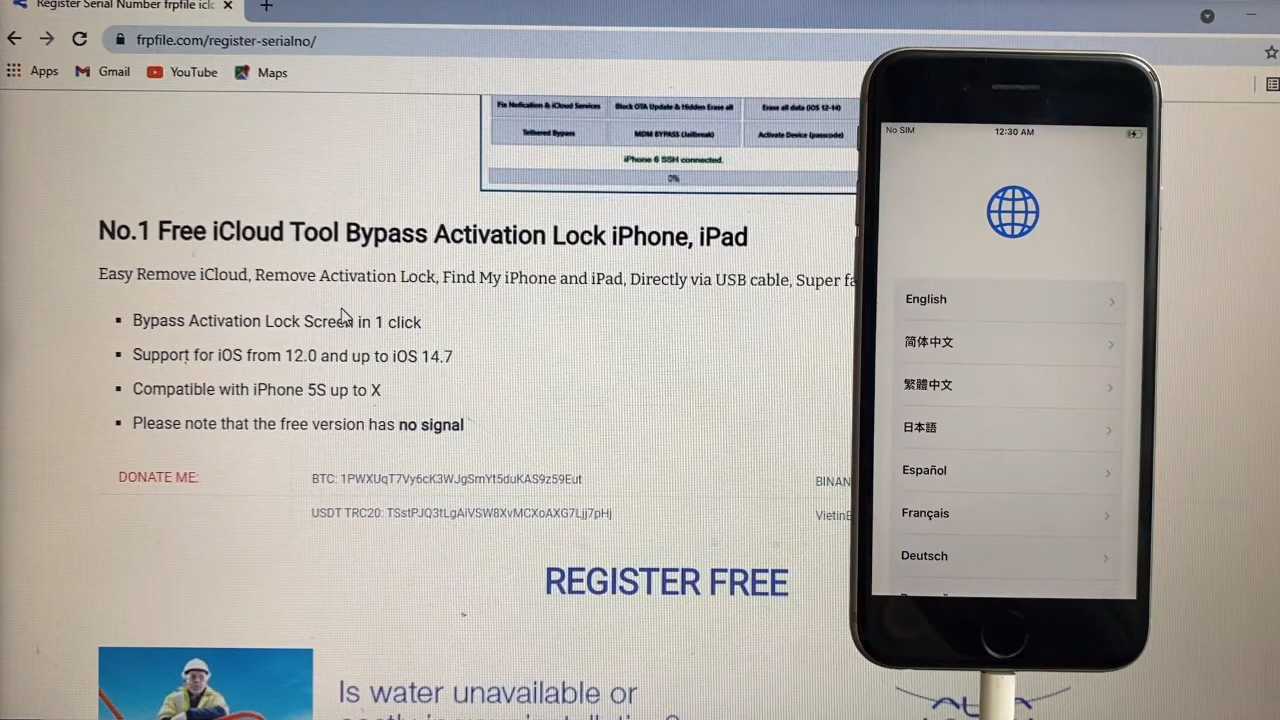 Register Serial Number frpfile iclo
frpfile.com/register-serialno/
Apps
Gmail
YouTube
Maps
Fix Notification & iCloud Services
Block OTA Update & Hidden Erase all
Erase all data (iOS 12-14)
Tethered Bypass
MDM BYPASS (Jailbreak)
Activate Device (passcode)
iPhone 6 SSH connected.
0%
No.1 Free iCloud Tool Bypass Activation Lock iPhone, iPad
Easy Remove iCloud, Remove Activation Lock, Find My iPhone and iPad, Directly via USB cable, Super fa
Bypass Activation Lock Screen in 1 click
Support for iOS from 12.0 and up to iOS 14.7
Compatible with iPhone 5S up to X
Please note that the free version has no signal
DONATE ME:
BTC: 1PWXUqT7Vy6cK3WJgSmYt5duKAS9z59Eut
BINAN
USDT TRC20: TSstPJQ3tLgAiVSW8XvMCXoAXG7Ljj7pHj
VietinB
REGISTER FREE
Is water unavailable or
No SIM
12:30 AM
English
简体中文
繁體中文
日本語
Español
Français
Deutsch